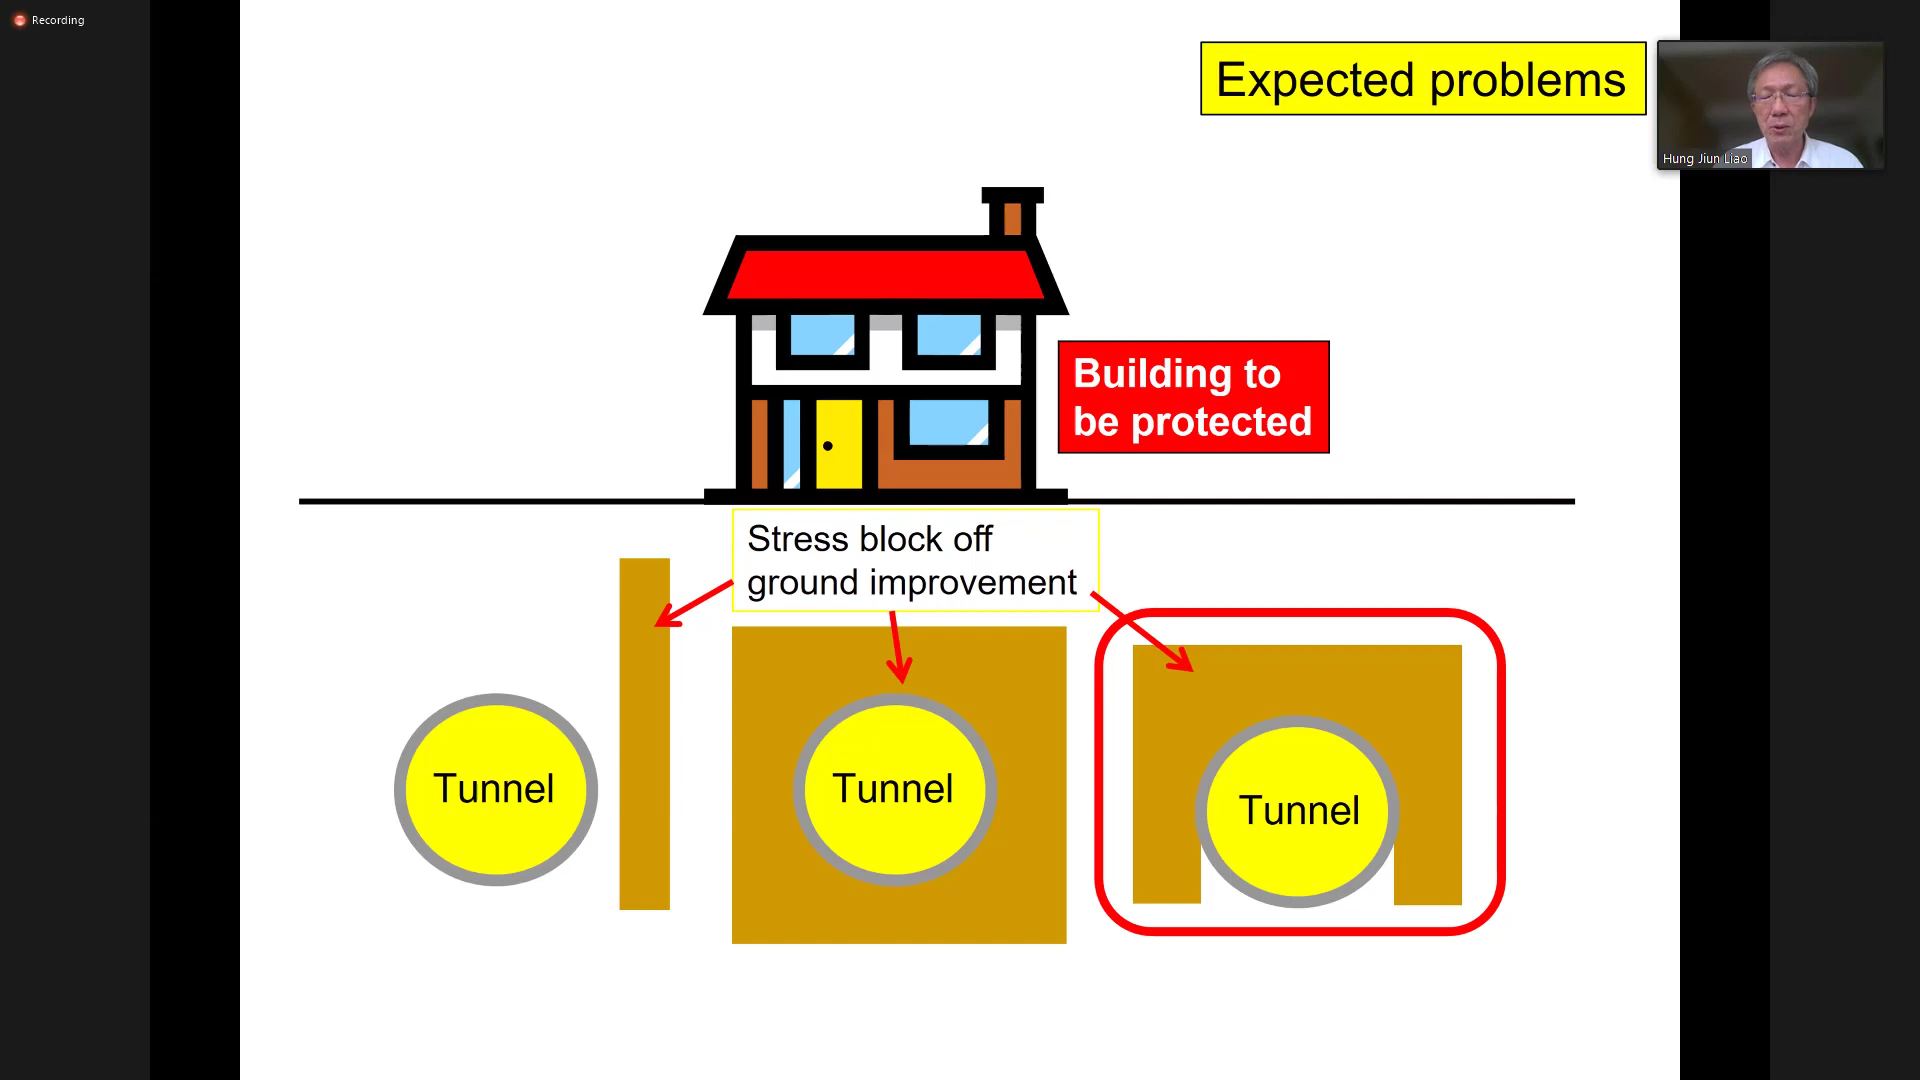 Recording
Expected problems
Hung Jiun Liao
Building to
be protected
Stress block off
ground improvement
Tunnel
Tunnel
Tunnel